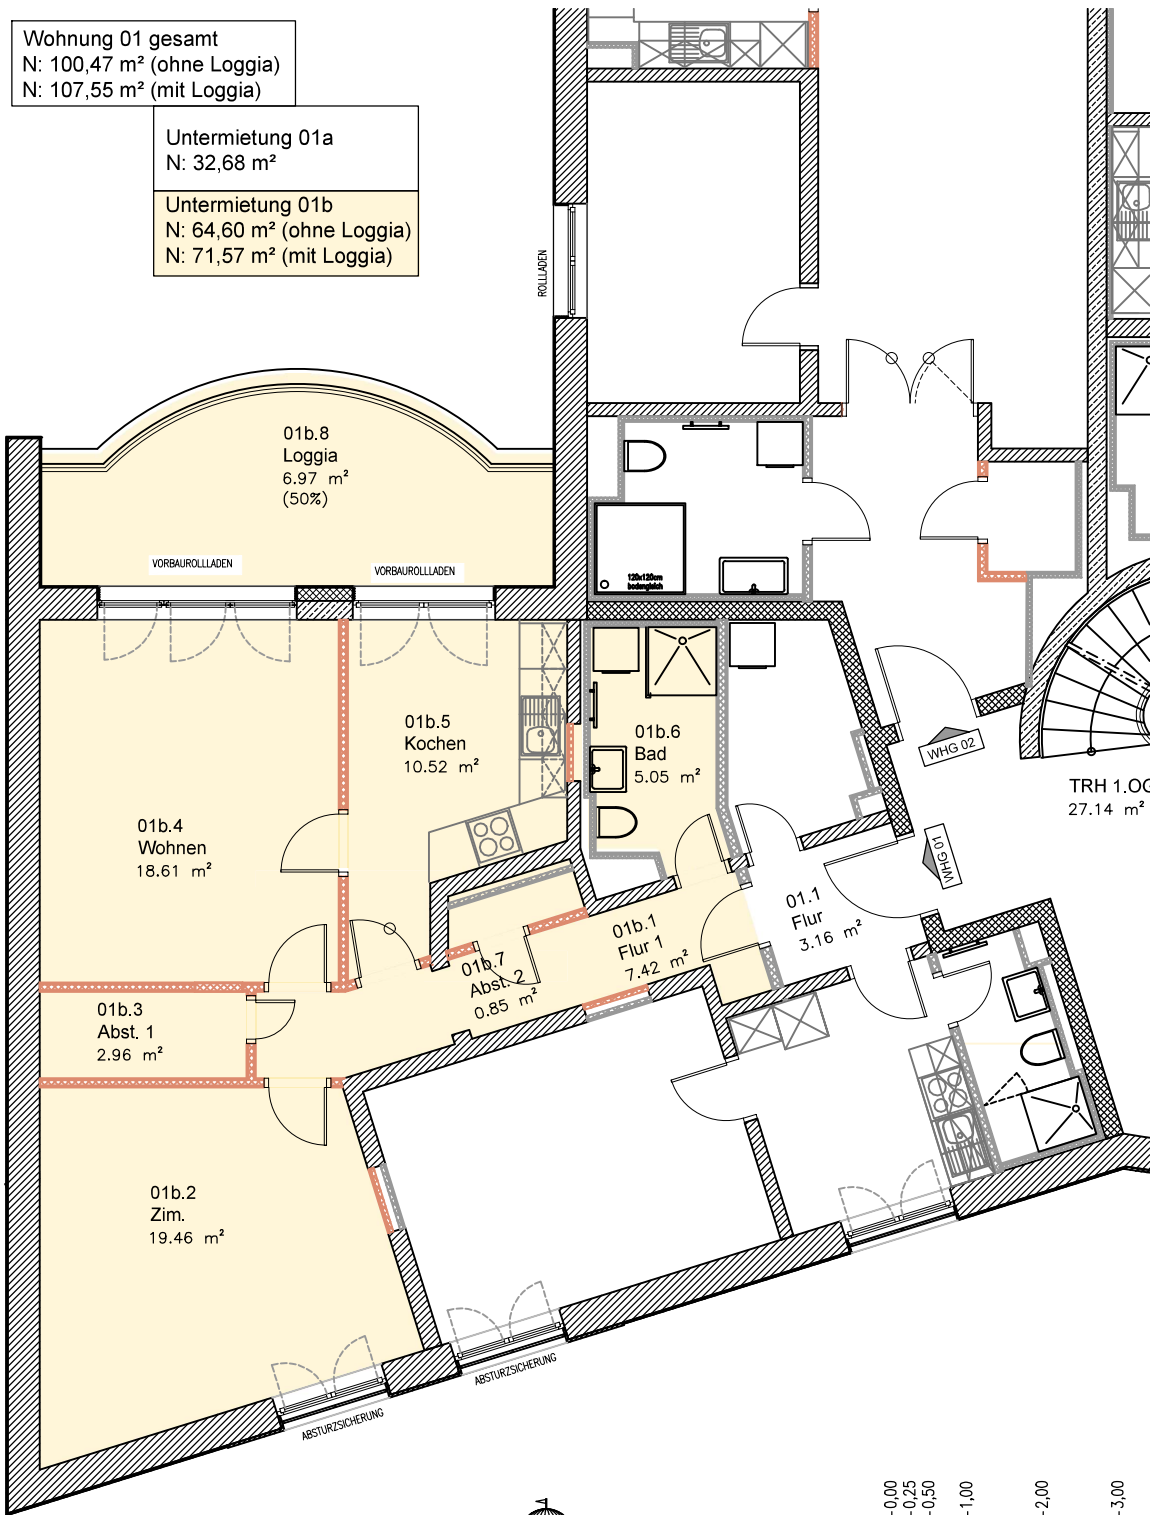 Wohnung 01 gesamt
N: 100,47 m² (ohne Loggia)
N: 107,55 m² (mit Loggia)
Untermietung 01a
N: 32,68 m²
Untermietung 01b
N: 64,60 m² (ohne Loggia)
N: 71,57 m² (mit Loggia)
ROLLLADEN
01b.8
Loggia
6.97 m²
(50%)
VORBAUROLLLADEN
VORBAUROLLLADEN
120x120cm
bodengleich
01b.5
Kochen
10.52 m²
01b.6
Bad
5.05 m²
WHG 02
TRH 1.OG
27.14 m²
01b.4
Wohnen
18.61 m²
WHG 01
01.1
Flur
3.16 m²
01b.1
Flur 1
7.42 m²
01b.7
Abst. 2
0.85 m²
01b.3
Abst. 1
2.96 m²
01b.2
Zim.
19.46 m²
ABSTURZSICHERUNG
ABSTURZSICHERUNG
-0,00
-0,25
-0,50
-1,00
-2,00
-3,00